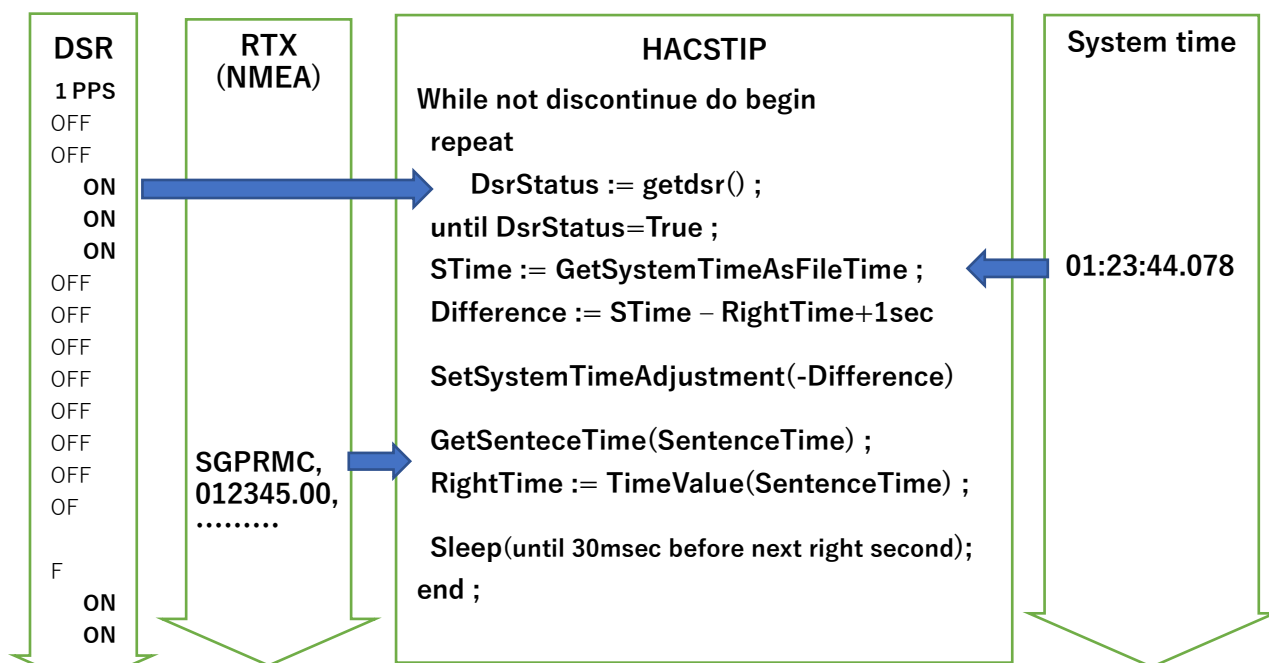 DSR
1 PPS
OFF
OFF
ON
ON
ON
OFF
OFF
OFF
OFF
OFF
OFF
OFF
OF
F
ON
ON
RTX
(NMEA)
SGPRMC,
012345.00,
………
HACSTIP
While not discontinue do begin
repeat
DsrStatus := getdsr() ;
until DsrStatus=True ;
STime := GetSystemTimeAsFileTime ;
Difference := STime – RightTime+1sec
SetSystemTimeAdjustment(-Difference)
GetSenteceTime(SentenceTime) ;
RightTime := TimeValue(SentenceTime) ;
Sleep(until 30msec before next right second);
end ;
System time
01:23:44.078